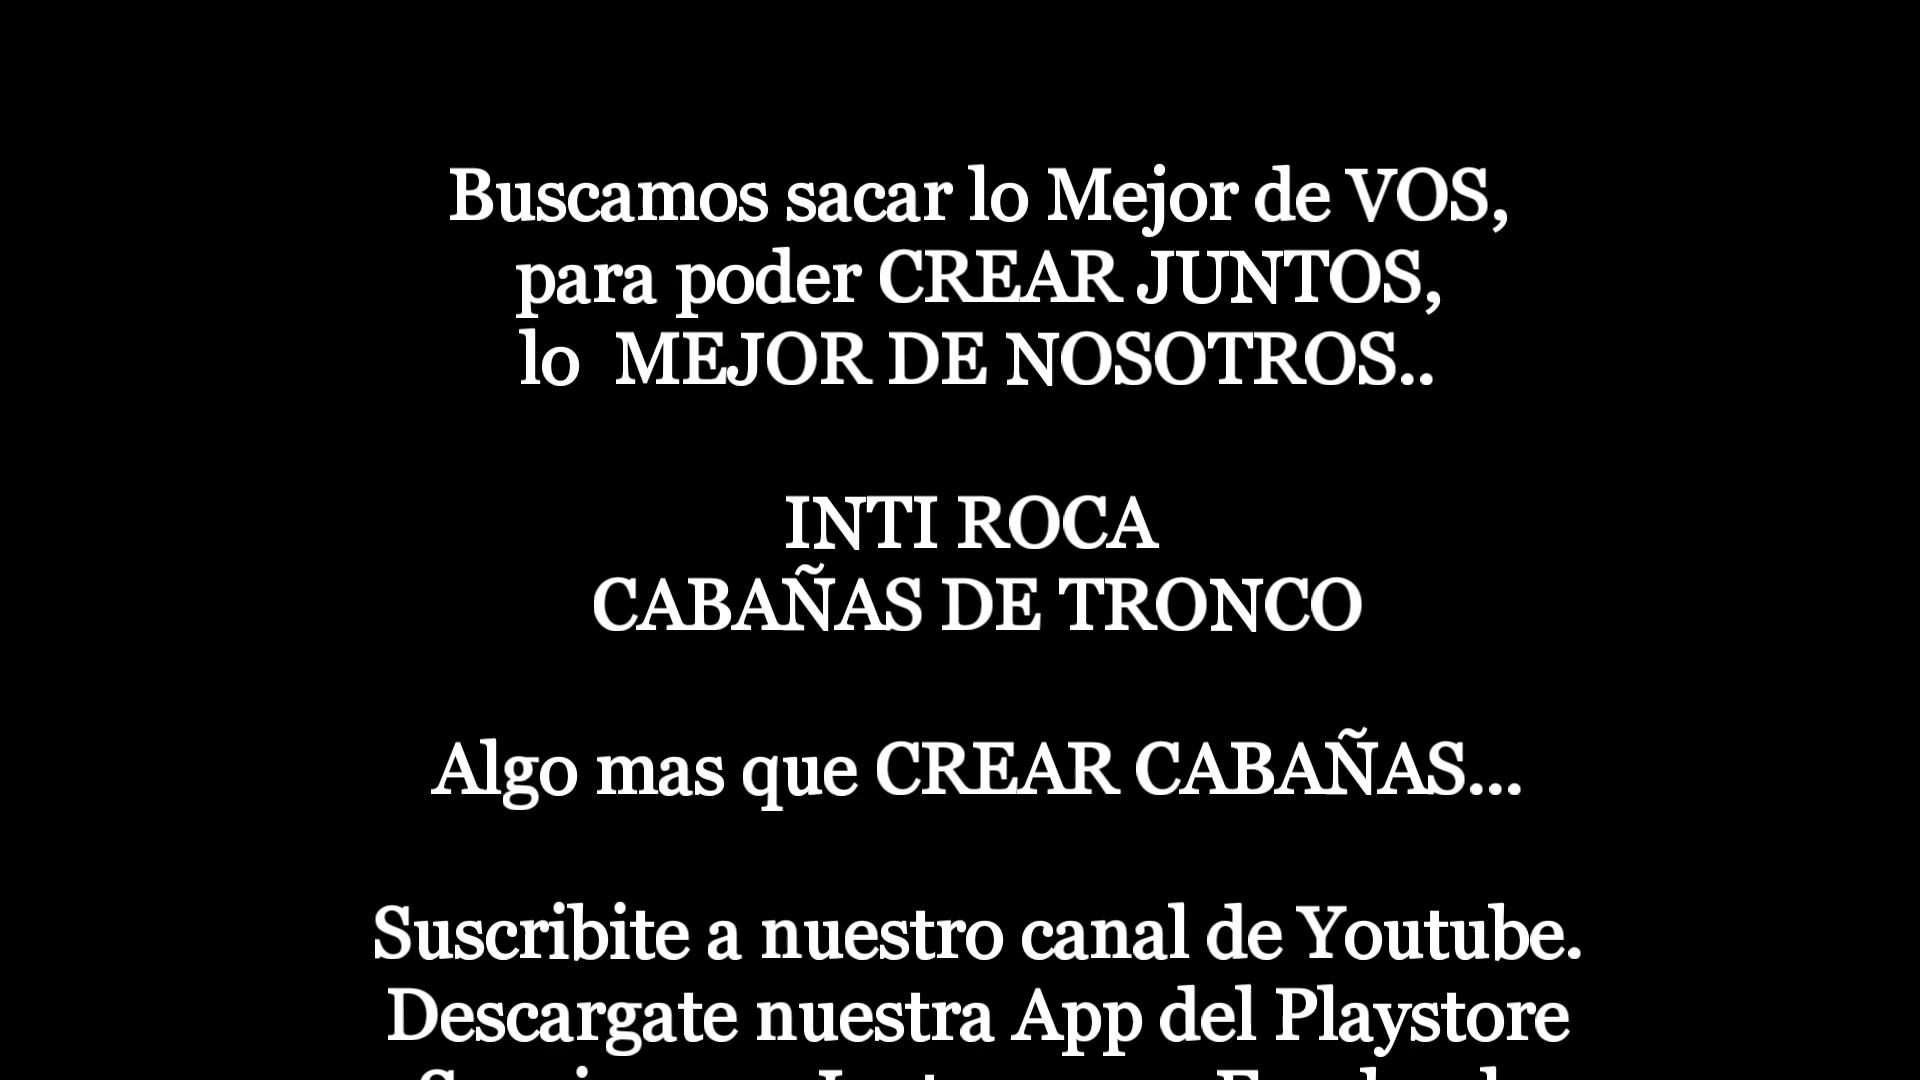 Buscamos sacar lo Mejor de VOS,
para poder CREAR JUNTOS,
lo  MEJOR DE NOSOTROS..
INTI ROCA
CABAÑAS DE TRONCO
Algo mas que CREAR CABAÑAS...
Suscribite a nuestro canal de Youtube.
Descargate nuestra App del Playstore